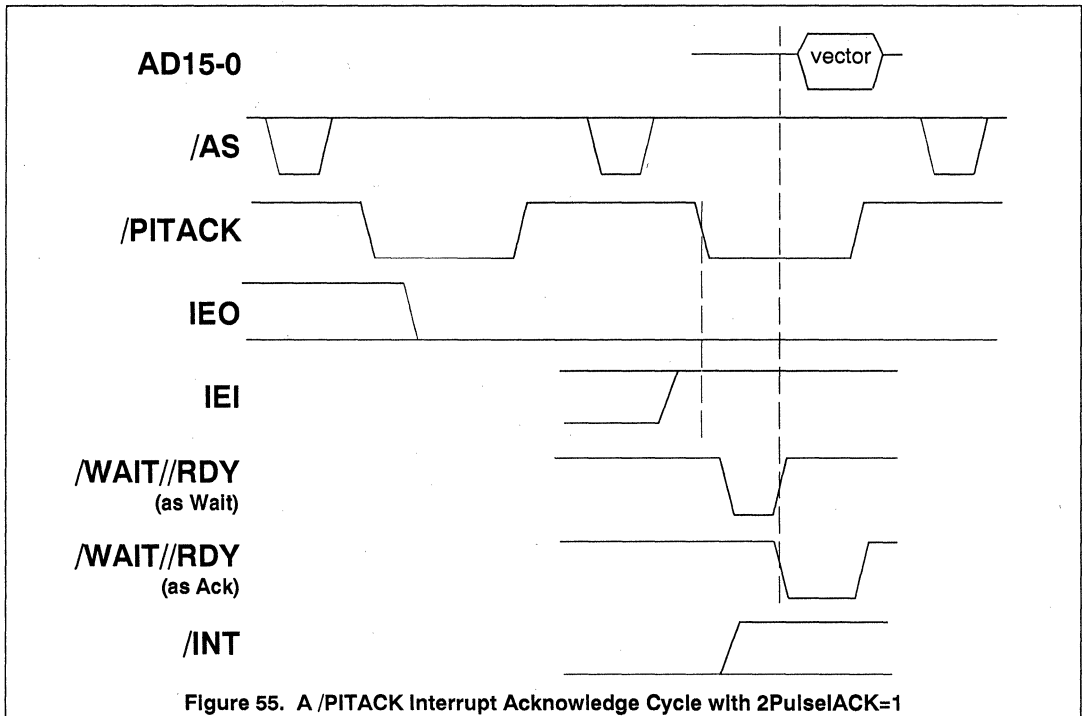 AD15-0
vector
/AS
/PITACK
IEO
IEI
/WAIT//RDY
(as Wait)
/WAIT//RDY
(as Ack)
/INT
Figure 55. A /PITACK Interrupt Acknowledge Cycle with 2PulseIACK=1